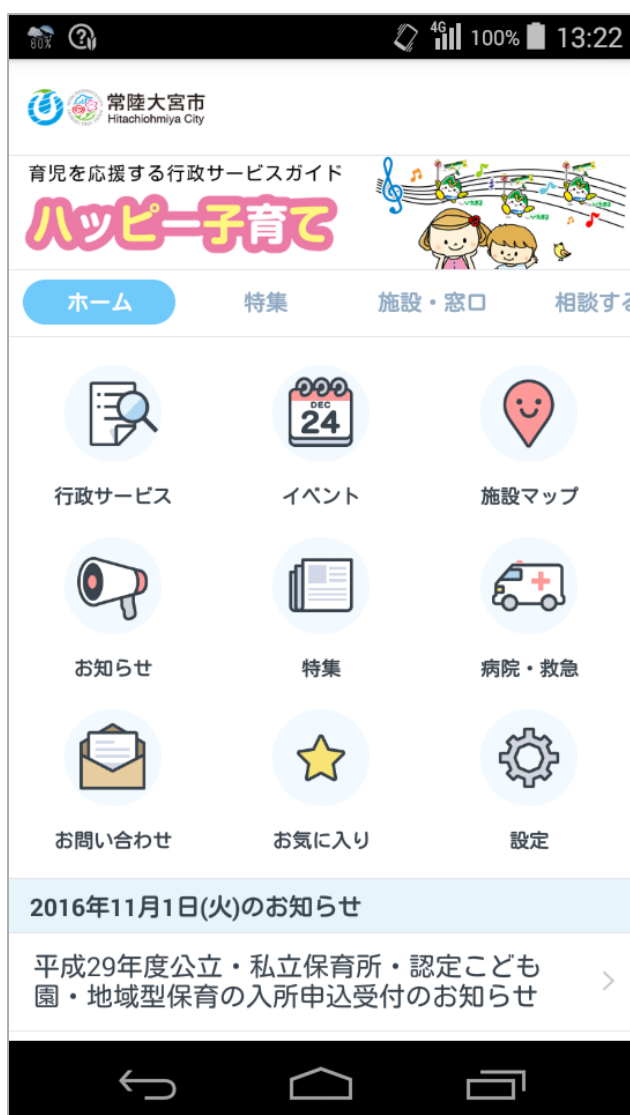 60%
4G
100%
13:22
常陸大宮市
Hitachiohmiya City
育児を応援する行政サービスガイド
ハッピー子育て
ホーム 特集 施設・窓口 相談する
DEC
24
行政サービス イベント 施設マップ
お知らせ 特集 病院・救急
お問い合わせ お気に入り 設定
2016年11月1日(火)のお知らせ
平成29年度公立・私立保育所・認定こども
園・地域型保育の入所申込受付のお知らせ